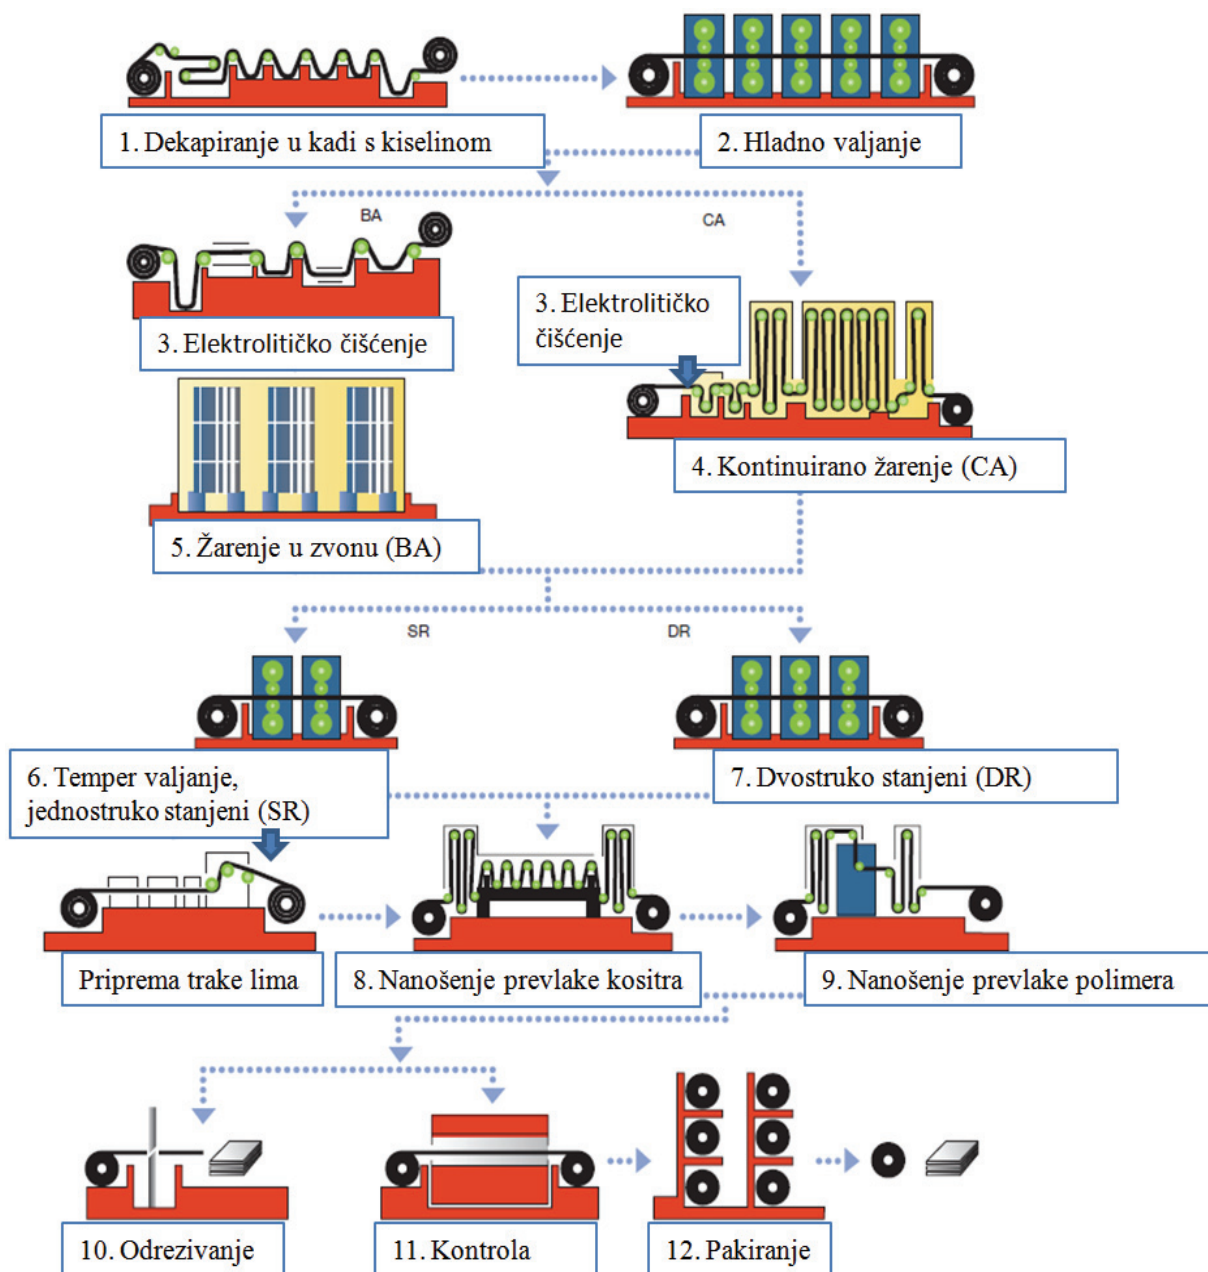 1. Dekapiranje u kadi s kiselinom
2. Hladno valjanje
BA
CA
3. Elektrolitičko čišćenje
3. Elektrolitičko
čišćenje
4. Kontinuirano žarenje (CA)
5. Žarenje u zvonu (BA)
SR
DR
6. Temper valjanje,
jednostruko stanjeni (SR)
7. Dvostruko stanjeni (DR)
Priprema trake lima
8. Nanošenje prevlake kositra
9. Nanošenje prevlake polimera
10. Odrezivanje
11. Kontrola
12. Pakiranje